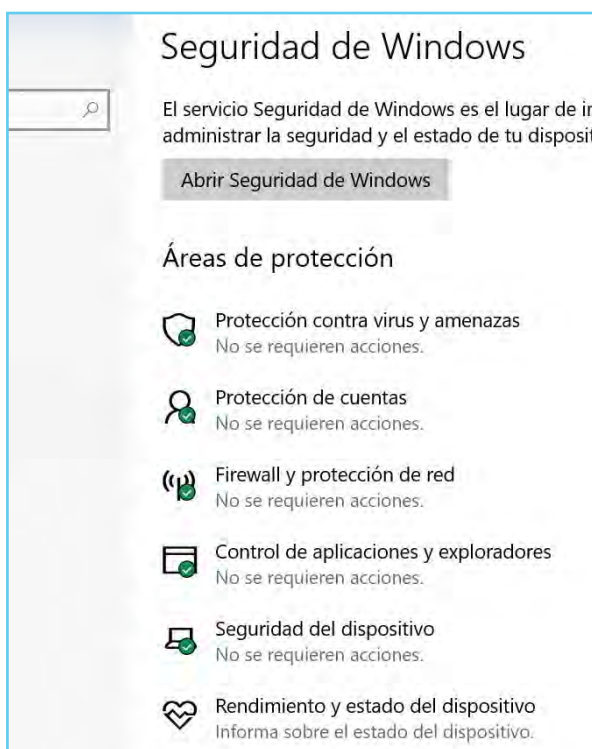 Seguridad de Windows
El servicio Seguridad de Windows es el lugar de
administrar la seguridad y el estado de tu
Abrir Seguridad de Windows
Áreas de protección
Protección contra virus y amenazas
No se requieren acciones.
Protección de cuentas
No se requieren acciones.
Firewall y protección de red
No se requieren acciones.
Control de aplicaciones y exploradores
No se requieren acciones.
Seguridad del dispositivo
No se requieren acciones.
Rendimiento y estado del dispositivo
Informa sobre el estado del dispositivo.